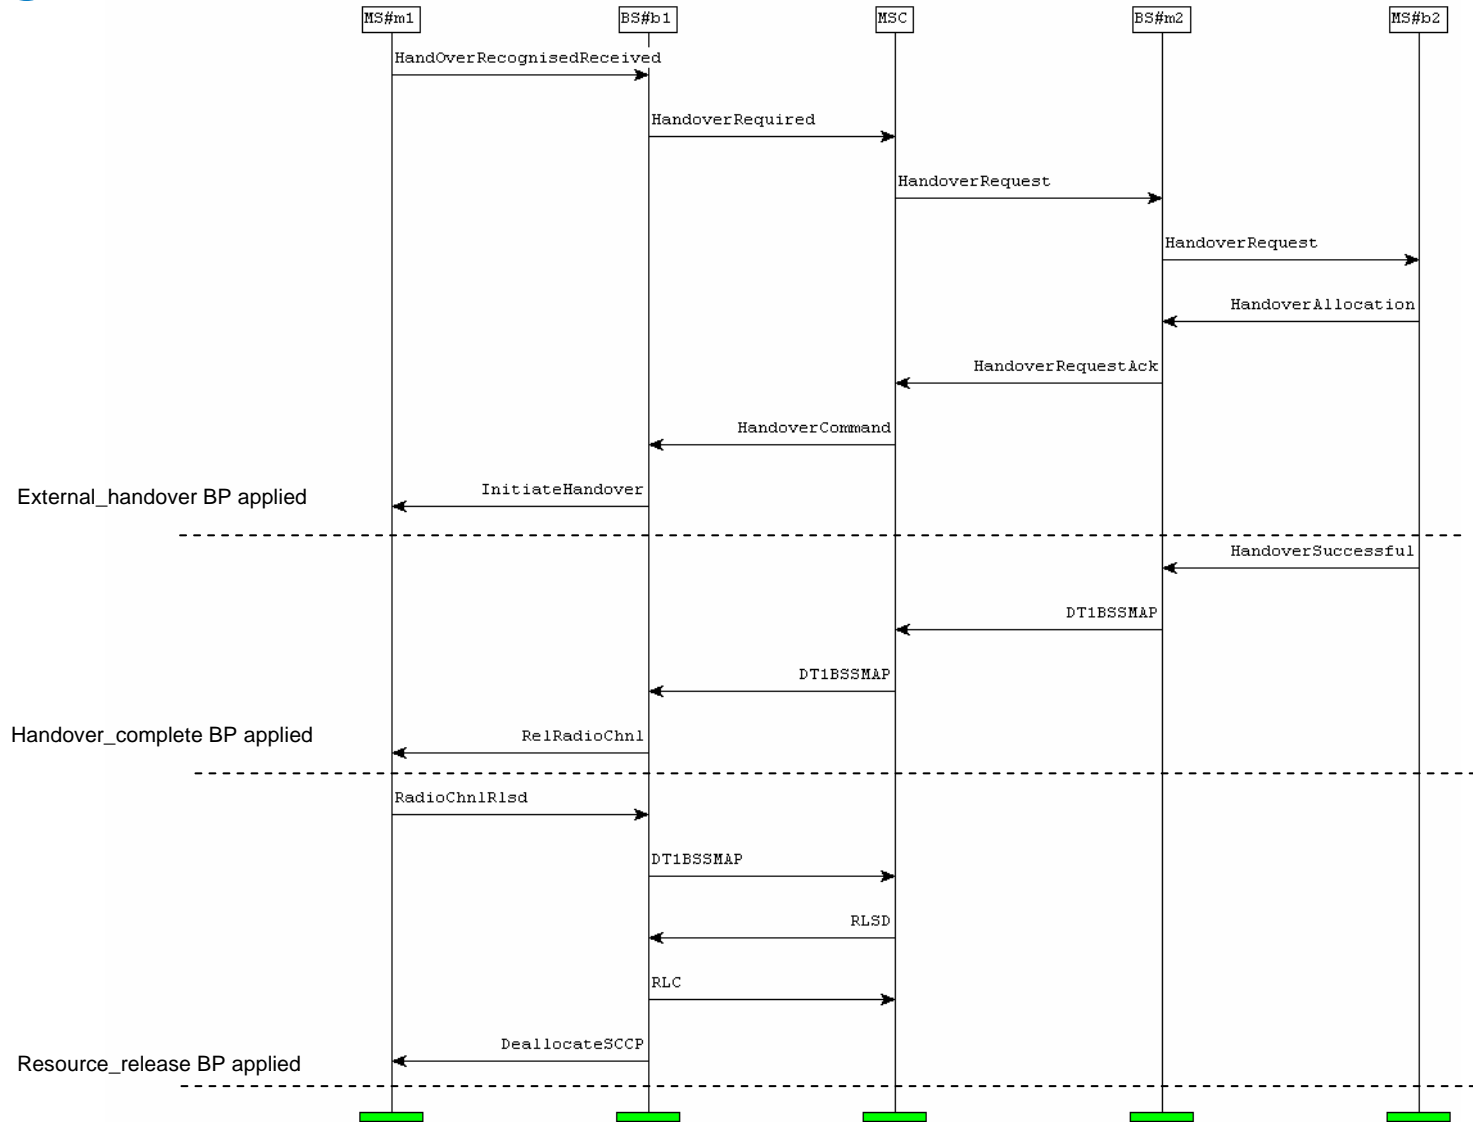 MS#m1 BS#b1 MSC BS#m2 MS#b2
HandOverRecognisedReceived
HandoverRequired
HandoverRequest
HandoverRequest
HandoverAllocation
HandoverRequestAck
HandoverCommand
InitiateHandover
External_handover BP applied
HandoverSuccessful
DT1BSSMAP
DT1BSSMAP
RelRadioChnl
Handover_complete BP applied
RadioChnlRlsd
DT1BSSMAP
RLSD
RLC
DeallocateSCCP
Resource_release BP applied